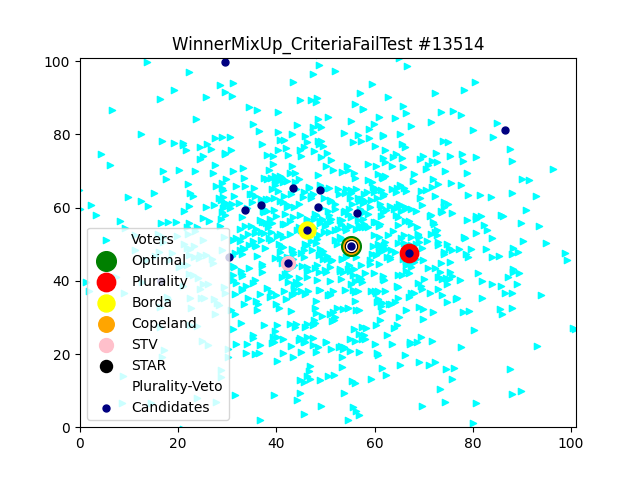 WinnerMixUp_CriteriaFailTest #13514
100
80
60
40
20
0
Voters
Optimal
Plurality
Borda
Copeland
STV
STAR
Plurality-Veto
Candidates
0 20 40 60 80 100